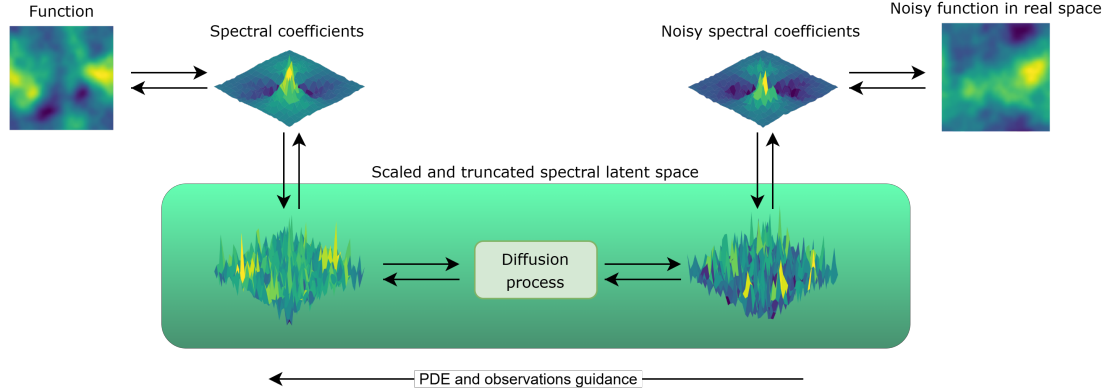 Function
Spectral coefficients
Noisy spectral coefficients
Noisy function in real space
Scaled and truncated spectral latent space
Diffusion
process
PDE and observations guidance